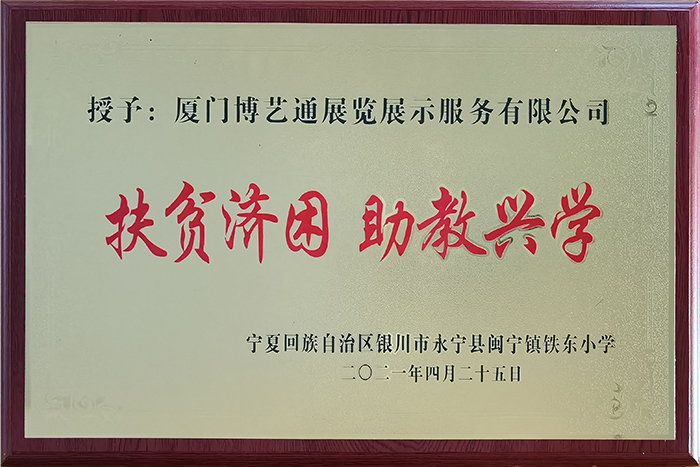 授予：厦门博艺通展览展示服务有限公司
扶贫济困 助教兴学
宁夏回族自治区银川市永宁县闽宁镇铁东小学
二〇二一年四月二十五日